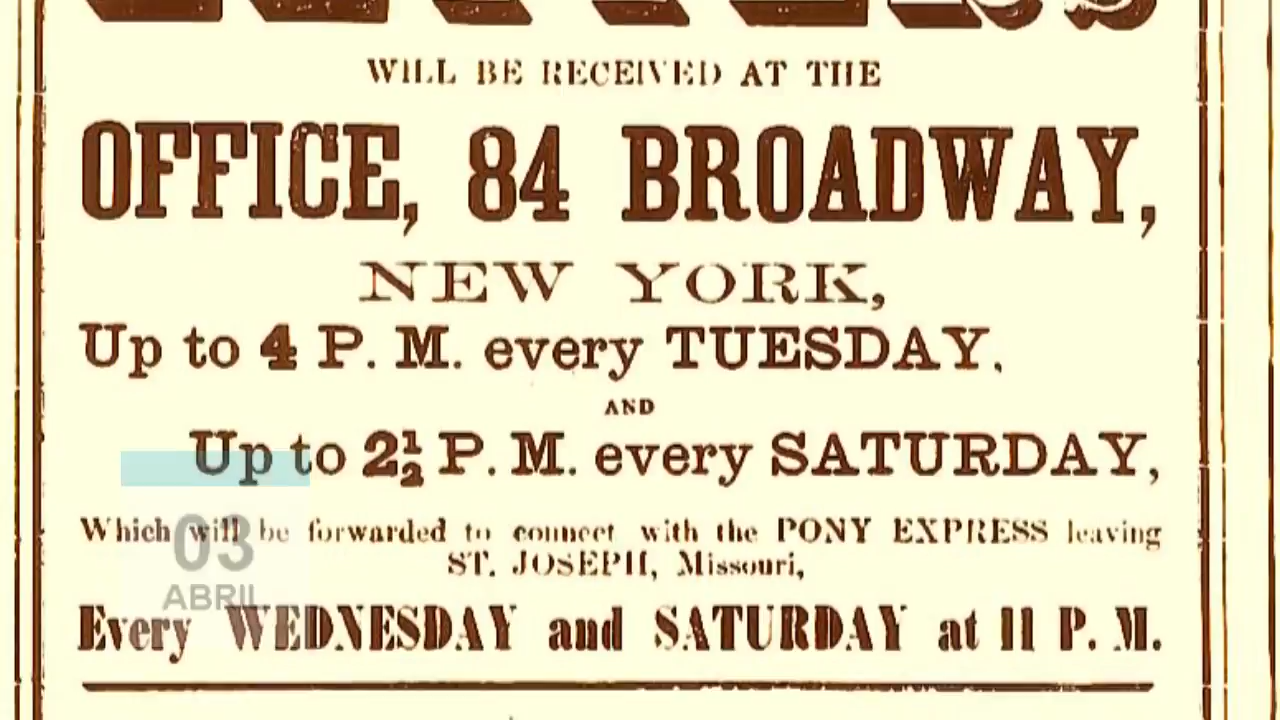 WILL BE RECEIVED AT THE
OFFICE, 84 BROADWAY,
NEW YORK,
Up to 4 P. M. every TUESDAY.
AND
Up to 2½ P. M. every SATURDAY,
Which will be forwarded to connect with the PONY EXPRESS leaving
ST. JOSEPH, Missouri,
Every WEDNESDAY and SATURDAY at 11 P. M.
03
ABRIL